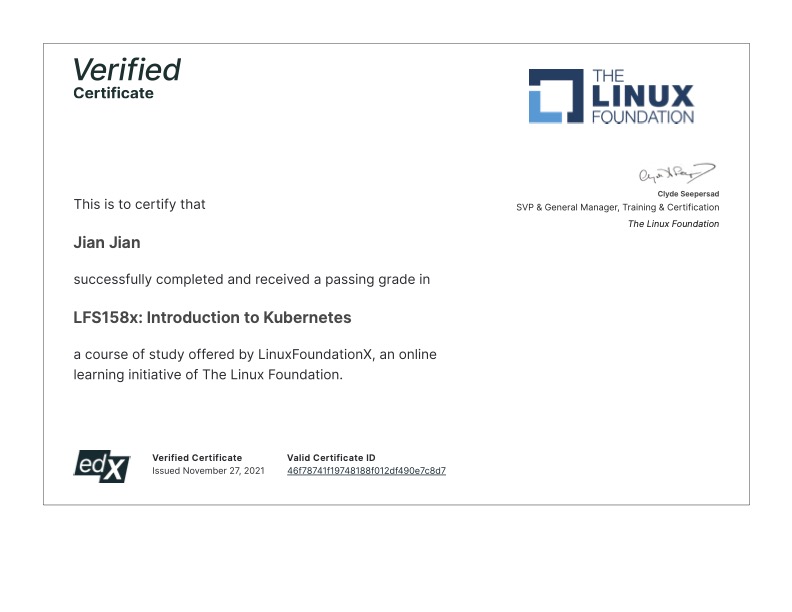 Verified
Certificate
THE
LINUX
FOUNDATION
Clyde Seepersad
SVP & General Manager, Training & Certification
The Linux Foundation
This is to certify that
Jian Jian
successfully completed and received a passing grade in
LFS158x: Introduction to Kubernetes
a course of study offered by LinuxFoundationX, an online
learning initiative of The Linux Foundation.
edX
Verified Certificate
Issued November 27, 2021
Valid Certificate ID
46f78741f19748188f012df490e7c8d7